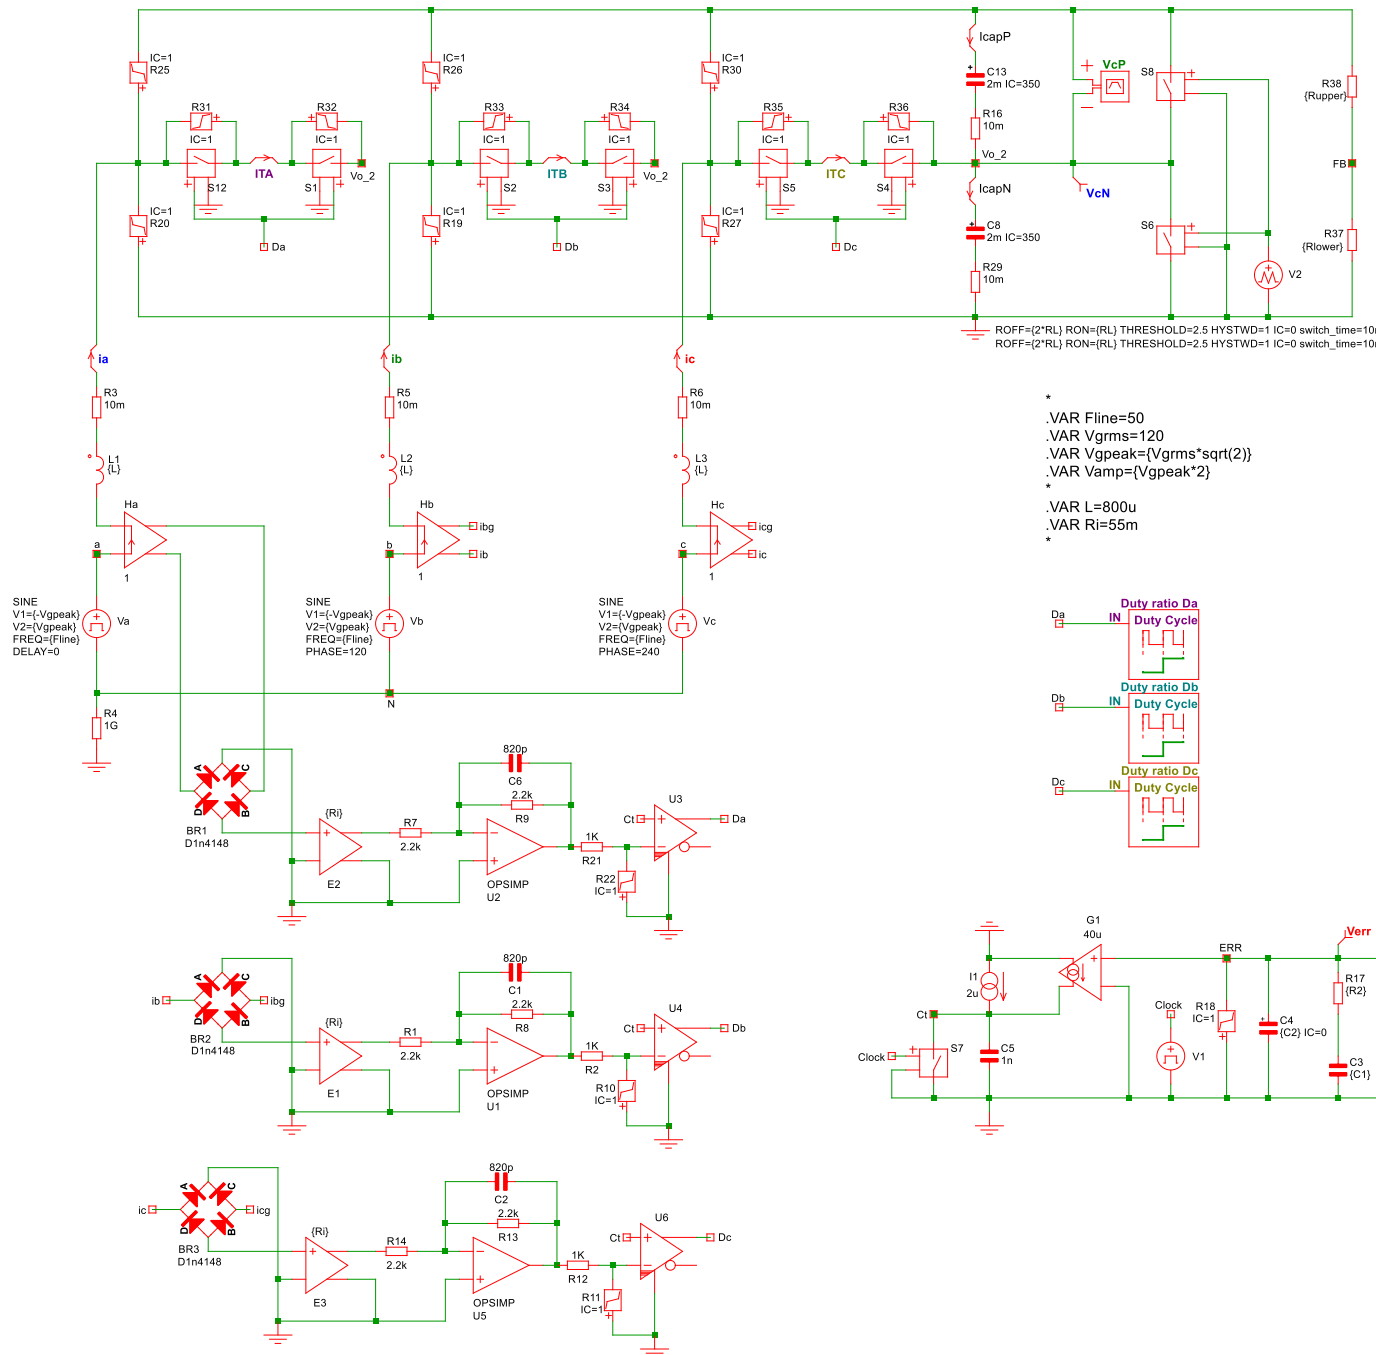 IcapP
IC=1
R25
IC=1
R26
IC=1
R30
VcP
C13
2m IC=350
S8
R38
{Rupper}
R31
IC=1
R32
IC=1
R33
IC=1
R34
IC=1
R35
IC=1
R36
IC=1
R16
10m
Vo_2
FB
ITA
Vo_2
ITB
Vo_2
ITC
S12
S1
S2
S3
S5
S4
IcapN
VcN
IC=1
R20
IC=1
R19
IC=1
R27
C8
2m IC=350
S6
R37
{Rlower}
Da
Db
Dc
R29
10m
V2
ROFF={2*RL} RON={RL} THRESHOLD=2.5 HYSTWD=1 IC=0 switch_time=10
ROFF={2*RL} RON={RL} THRESHOLD=2.5 HYSTWD=1 IC=0 switch_time=10
ia
ib
ic
R3
10m
R5
10m
R6
10m
*
.VAR Fline=50
.VAR Vgrms=120
.VAR Vgpeak={Vgrms*sqrt(2)}
.VAR Vamp={Vgpeak*2}
*
.VAR L=800u
.VAR Ri=55m
*
L1
{L}
L2
{L}
L3
{L}
Ha
Hb
Hc
ibg
icg
a
b
c
ib
ic
1
1
1
SINE
V1={-Vgpeak}
V2={Vgpeak}
FREQ={Fline}
DELAY=0
Va
SINE
V1={-Vgpeak}
V2={Vgpeak}
FREQ={Fline}
PHASE=120
Vb
SINE
V1={-Vgpeak}
V2={Vgpeak}
FREQ={Fline}
PHASE=240
Vc
Duty ratio Da
Da
IN
Duty Cycle
Duty ratio Db
Db
IN
Duty Cycle
Duty ratio Dc
Dc
IN
Duty Cycle
N
R4
1G
A
C
D
B
BR1
D1n4148
{Ri}
E2
R7
2.2k
820p
C6
2.2k
R9
OPSIMP
U2
1K
R21
R22
IC=1
Ct
U3
Da
A
C
D
B
ib
ibg
BR2
D1n4148
{Ri}
E1
R1
2.2k
820p
C1
2.2k
R8
OPSIMP
U1
1K
R2
R10
IC=1
Ct
U4
Db
G1
40u
ERR
Verr
I1
2u
Ct
Clock
S7
C5
1n
Clock
V1
R18
IC=1
C4
{C2} IC=0
R17
{R2}
C3
{C1}
A
C
D
B
ic
icg
BR3
D1n4148
{Ri}
E3
R14
2.2k
820p
C2
2.2k
R13
OPSIMP
U5
1K
R12
R11
IC=1
Ct
U6
Dc